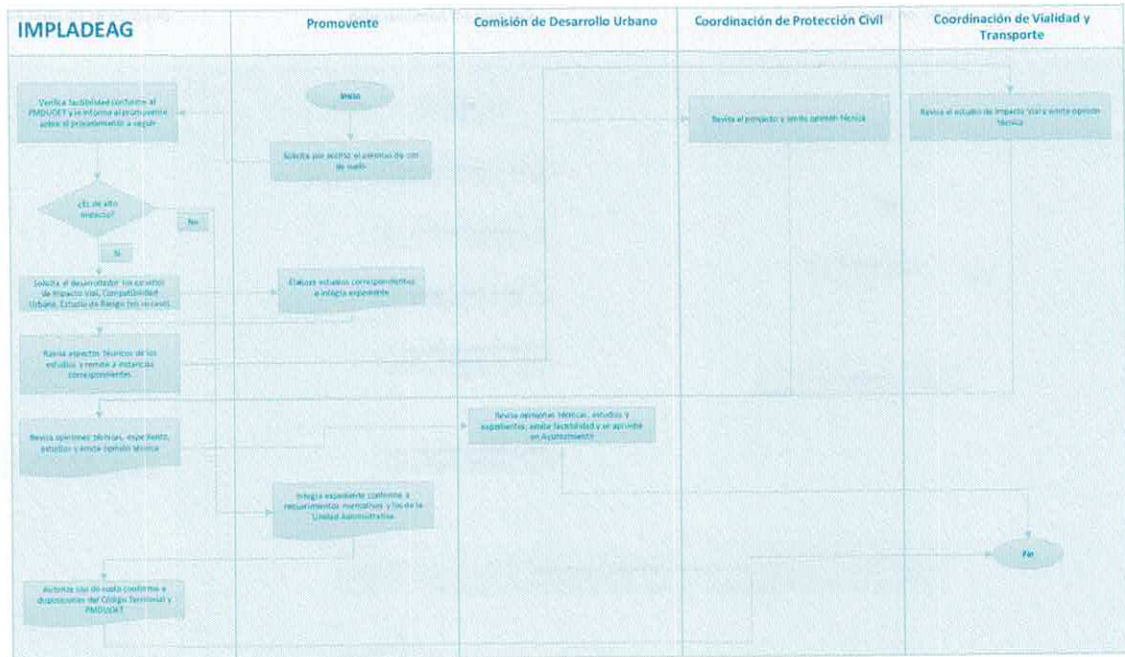 IMPLADEAG
Promovente
Comisión de Desarrollo Urbano
Coordinación de Protección Civil
Coordinación de Vialidad y
Transporte
Verifica factibilidad conforme al
PMDUOET y se informa al promovente
sobre el procedimiento a seguir
Inicio
Solicita por escrito el permiso de uso
de suelo
Revisa el proyecto y emite opinión técnica
Revisa el estudio de Impacto Vial y emite opinión
técnica
¿Es de alto
impacto?
No
Si
Solicita al desarrollador los estudios
de Impacto Vial, Compatibilidad
Urbana, Estudio de Riesgo (en su caso)
Elabora estudios correspondientes
e integra expediente
Revisa aspectos técnicos de los
estudios y remite a instancias
correspondientes
Revisa opiniones técnicas, expediente,
estudios y emite opinión técnica
Revisa opiniones técnicas, estudios y
expedientes, emite factibilidad y se aprueba
en Ayuntamiento
Integra expediente conforme a
requerimientos normativos y los de la
Unidad Administrativa
Fin
Autoriza uso de suelo conforme a
disposiciones del Código Territorial y
PMDUOET